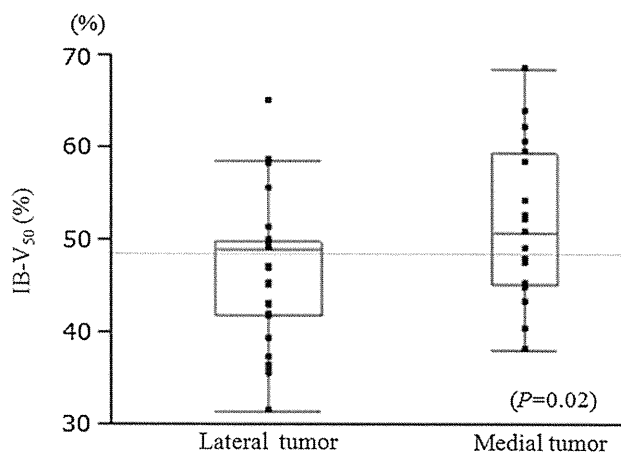 (%)
70
60
50
40
30
IB-V50 (%)
(P=0.02)
Lateral tumor
Medial tumor